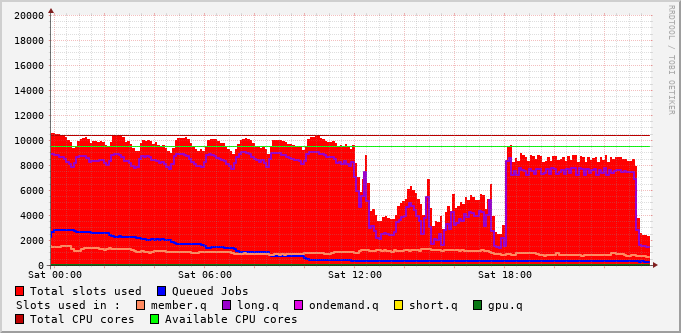 20000
18000
16000
14000
12000
10000
8000
6000
4000
2000
0
Sat 00:00 Sat 06:00 Sat 12:00 Sat 18:00
RRDTOOL / TOBI OETIKER
Total slots used Queued Jobs
Slots used in : member.q long.q ondemand.q short.q gpu.q
Total CPU cores Available CPU cores